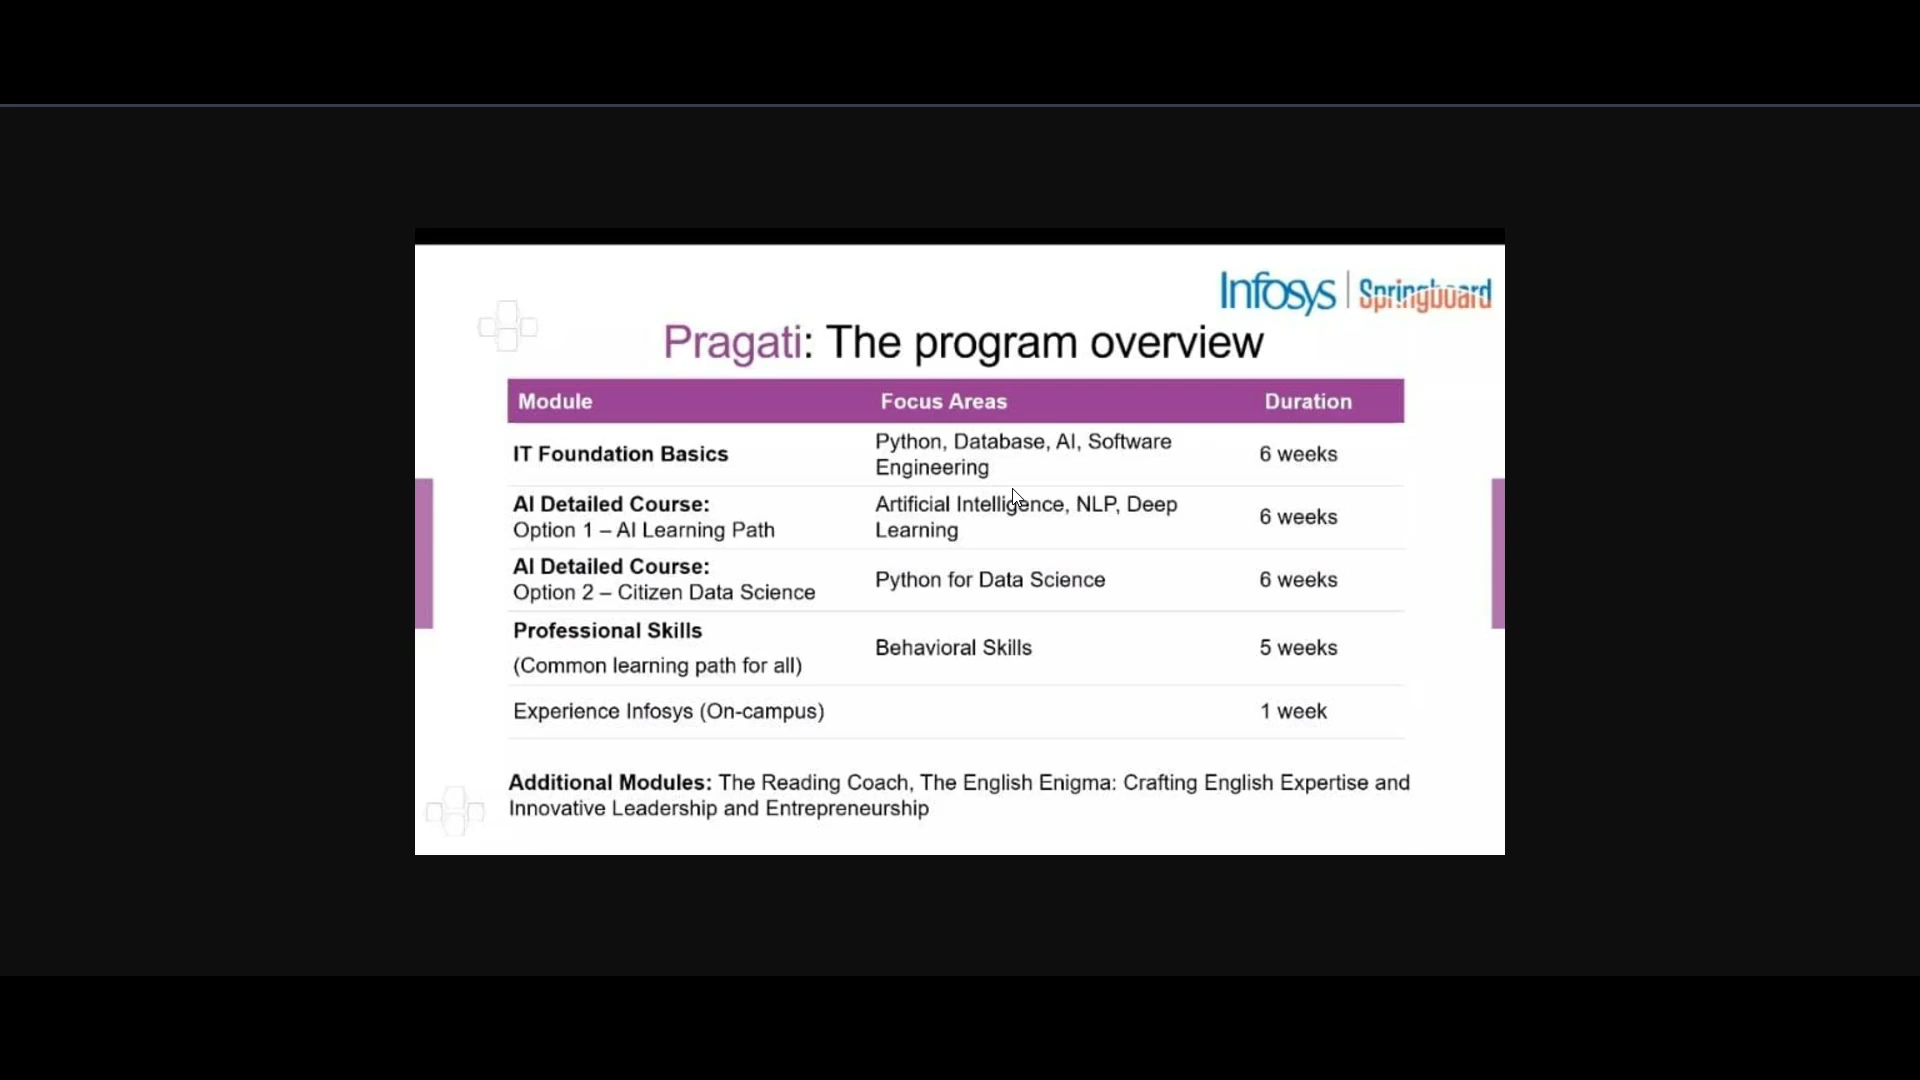 Infosys | Springboard
Pragati: The program overview
Module Focus Areas Duration
IT Foundation Basics
Python, Database, AI, Software
Engineering
6 weeks
AI Detailed Course:
Option 1 – AI Learning Path
Artificial Intelligence, NLP, Deep
Learning
6 weeks
AI Detailed Course:
Option 2 – Citizen Data Science
Python for Data Science
6 weeks
Professional Skills
(Common learning path for all)
Behavioral Skills
5 weeks
Experience Infosys (On-campus)
1 week
Additional Modules: The Reading Coach, The English Enigma: Crafting English Expertise and
Innovative Leadership and Entrepreneurship